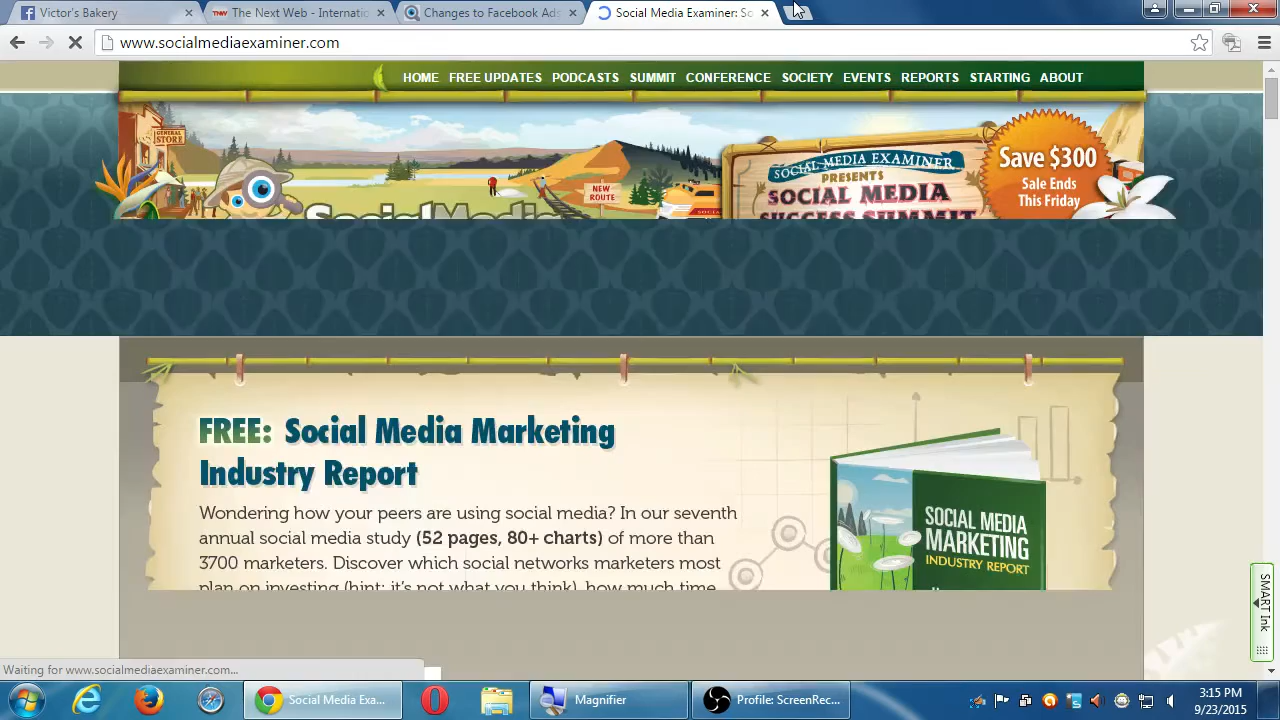 Victor's Bakery
The Next Web - Internatio
Changes to Facebook Ads
Social Media Examiner: So
www.socialmediaexaminer.com
HOME FREE UPDATES PODCASTS SUMMIT CONFERENCE SOCIETY EVENTS REPORTS STARTING ABOUT
GENERAL
STORE
NEW
ROUTE
SocialMedia
SOCIAL
SOCIAL MEDIA EXAMINER
PRESENTS
SOCIAL MEDIA
SUCCESS SUMMIT
Save $300
Sale Ends
This Friday
FREE: Social Media Marketing
Industry Report
Wondering how your peers are using social media? In our seventh
annual social media study (52 pages, 80+ charts) of more than
3700 marketers. Discover which social networks marketers most
plan on investing (hint: it's not what you think), how much time
SOCIAL MEDIA
MARKETING
INDUSTRY REPORT
SMART Ink
Waiting for www.socialmediaexaminer.com...
Social Media Exa...
Magnifier
Profile: ScreenRec...
3:15 PM
9/23/2015